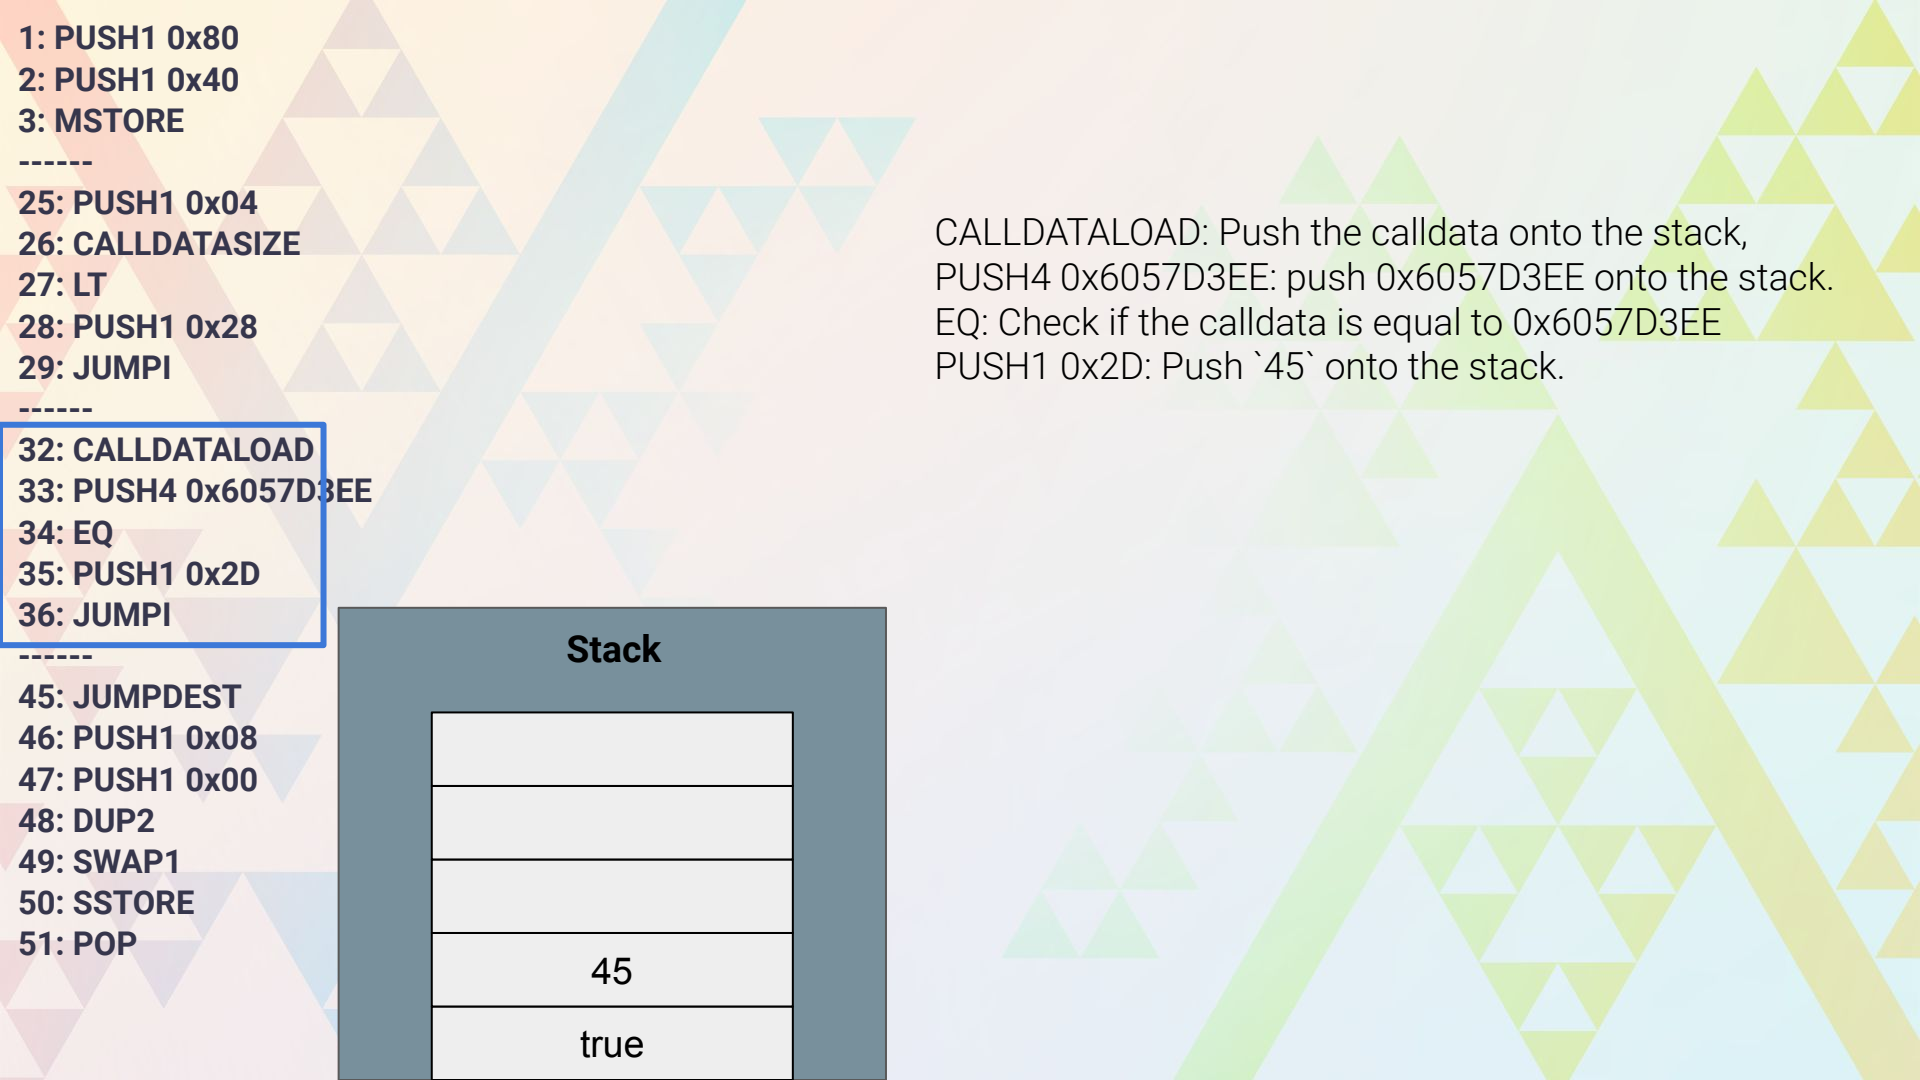 1: PUSH1 0x80
2: PUSH1 0x40
3: MSTORE
------
25: PUSH1 0x04
26: CALLDATASIZE
27: LT
28: PUSH1 0x28
29: JUMPI
------
32: CALLDATALOAD
33: PUSH4 0x6057D3EE
34: EQ
35: PUSH1 0x2D
36: JUMPI
------
45: JUMPDEST
46: PUSH1 0x08
47: PUSH1 0x00
48: DUP2
49: SWAP1
50: SSTORE
51: POP
CALLDATALOAD: Push the calldata onto the stack,
PUSH4 0x6057D3EE: push 0x6057D3EE onto the stack.
EQ: Check if the calldata is equal to 0x6057D3EE
PUSH1 0x2D: Push `45` onto the stack.
Stack
45
true